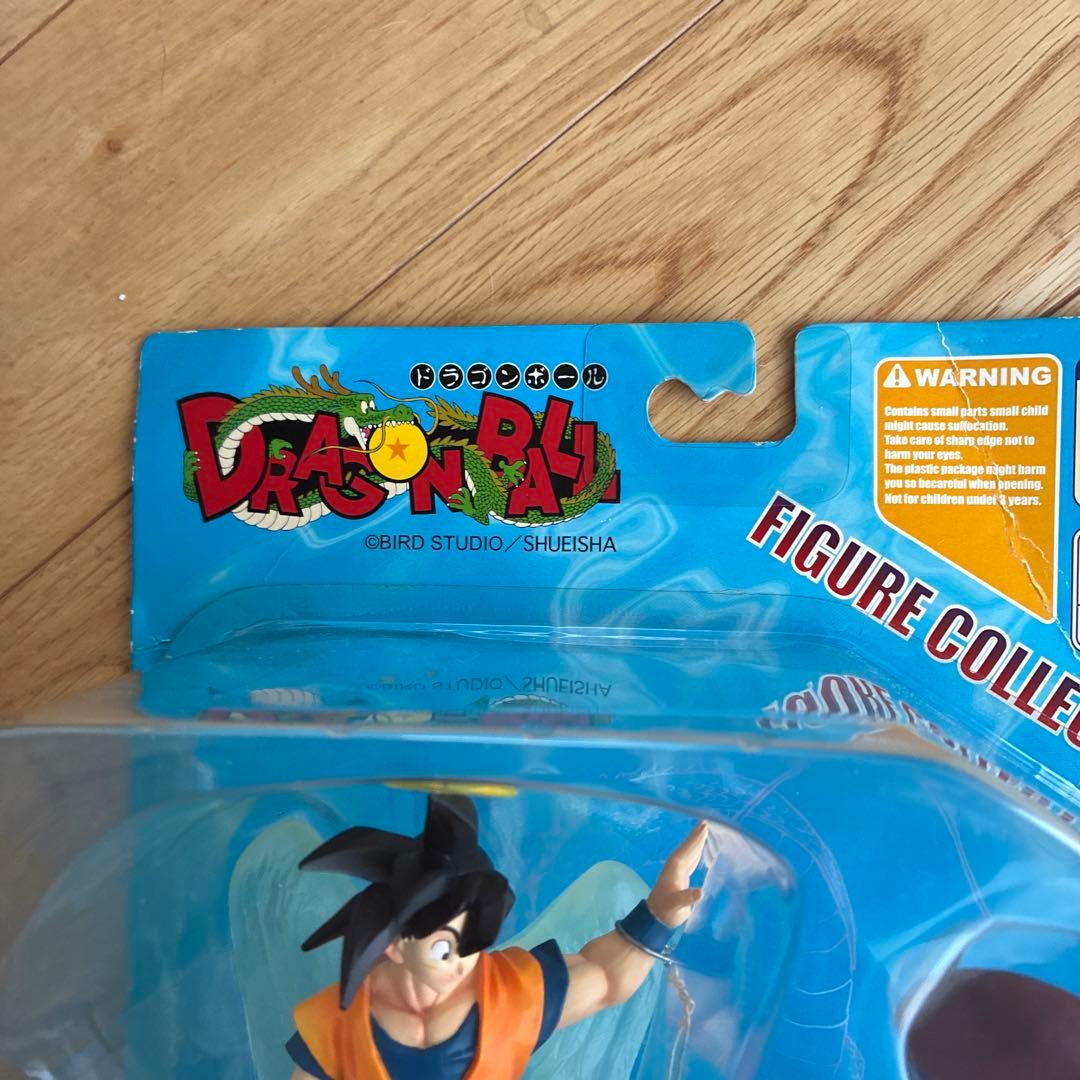 ドラゴンボール
DRAGON BALL
©BIRD STUDIO／SHUEISHA
WARNING
Contains small parts small child
might cause suffocation.
Take care of sharp edge not to
harm your eyes.
The plastic package might harm
you so becareful when opening.
Not for children under 3 years.
FIGURE COLLEC